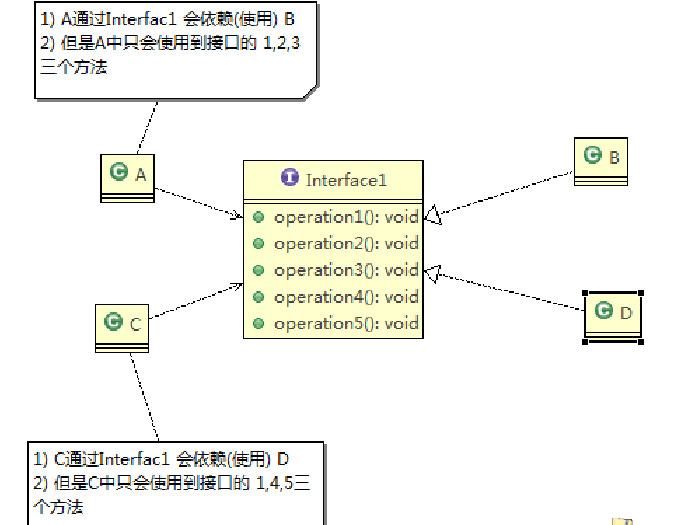 1) A通过Interfac1 会依赖(使用) B
2) 但是A中只会使用到接口的 1,2,3
三个方法
C A
I Interface1
C B
operation1(): void
operation2(): void
operation3(): void
operation4(): void
operation5(): void
C C
C D
1) C通过Interfac1 会依赖(使用) D
2) 但是C中只会使用到接口的 1,4,5三
个方法